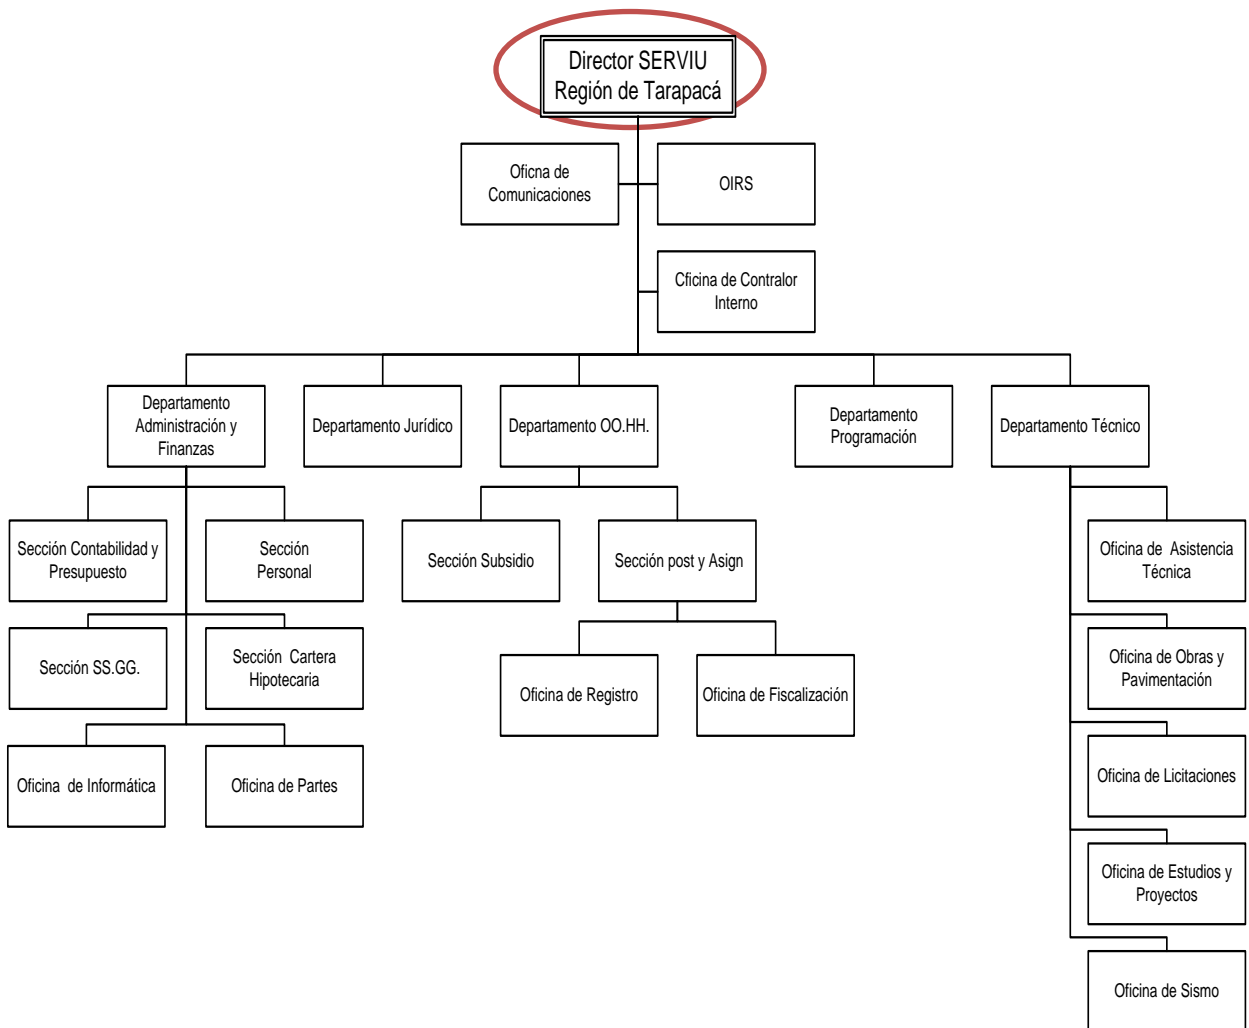 Director SERVIU
Región de Tarapacá
Oficna de
Comunicaciones
OIRS
Cficina de Contralor
Interno
Departamento
Administración y
Finanzas
Departamento Jurídico
Departamento OO.HH.
Departamento
Programación
Departamento Técnico
Sección Contabilidad y
Presupuesto
Sección
Personal
Sección Subsidio
Sección post y Asign
Oficina de Asistencia
Técnica
Sección SS.GG.
Sección Cartera
Hipotecaria
Oficina de Registro
Oficina de Fiscalización
Oficina de Obras y
Pavimentación
Oficina de Informática
Oficina de Partes
Oficina de Licitaciones
Oficina de Estudios y
Proyectos
Oficina de Sismo